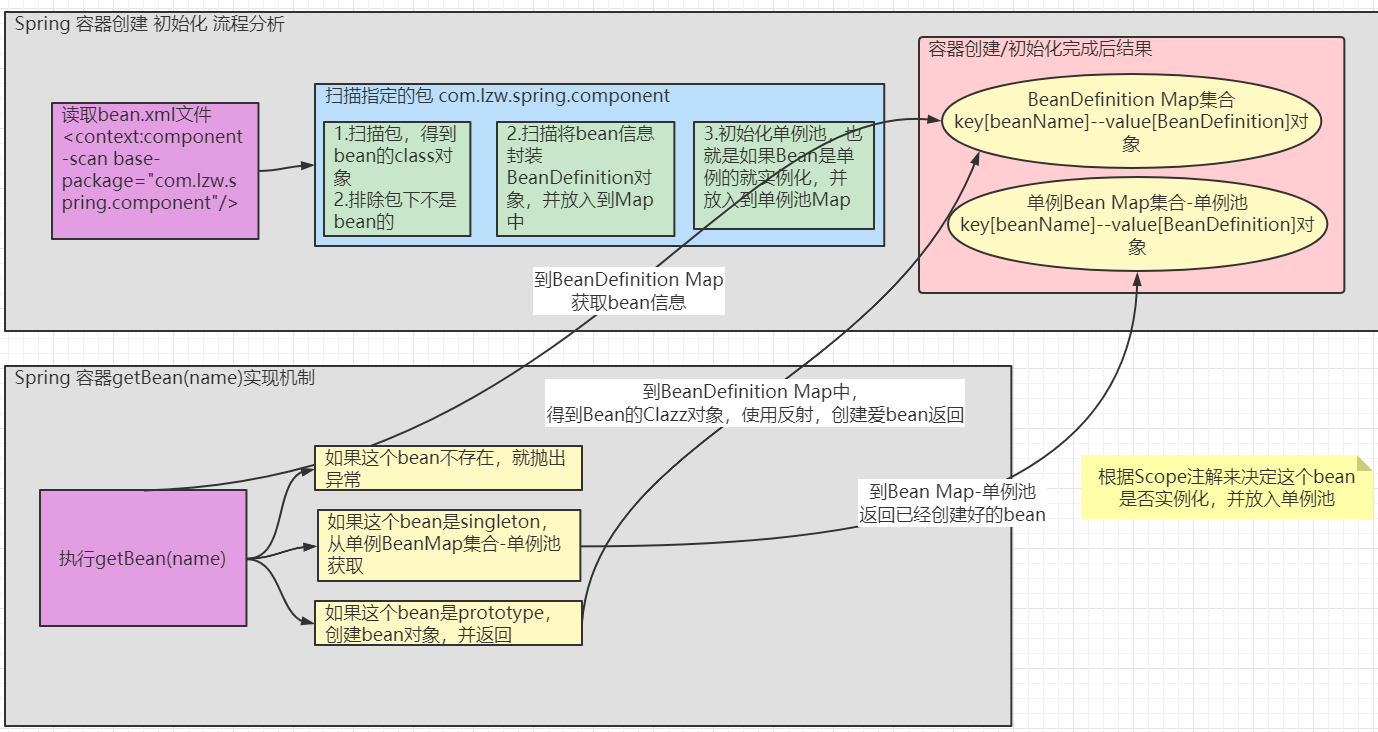 Spring 容器创建 初始化 流程分析
容器创建/初始化完成后结果
读取bean.xml文件
<context:component
-scan base-
package="com.lzw.s
pring.component"/>
扫描指定的包 com.lzw.spring.component
1.扫描包，得到
bean的class对
象
2.排除包下不是
bean的
2.扫描将bean信息
封装
BeanDefinition对
象，并放入到Map
中
3.初始化单例池，也
就是如果Bean是单
例的就实例化，并
放入到单例池Map
BeanDefinition Map集合
key[beanName]--value[BeanDefinition]对
象
单例Bean Map集合-单例池
key[beanName]--value[BeanDefinition]对
象
到BeanDefinition Map
获取bean信息
Spring 容器getBean(name)实现机制
到BeanDefinition Map中，
得到Bean的Clazz对象，使用反射，创建爱bean返回
执行getBean(name)
如果这个bean不存在，就抛出
异常
如果这个bean是singleton，
从单例BeanMap集合-单例池
获取
如果这个bean是prototype，
创建bean对象，并返回
到Bean Map-单例池
返回已经创建好的bean
根据Scope注解来决定这个bean
是否实例化，并放入单例池